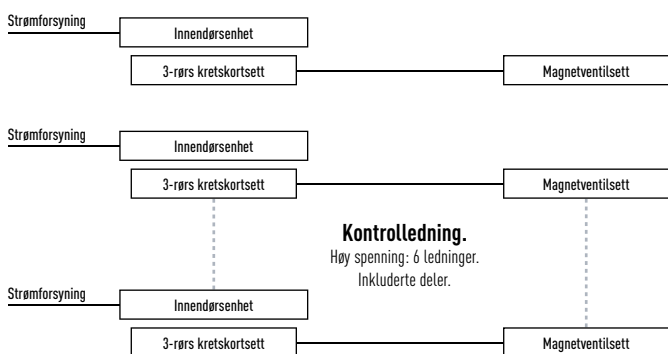 Strømforsyning
Innendørsenhet
3-rørs kretskortsett
Magnetventilsett
Strømforsyning
Innendørsenhet
3-rørs kretskortsett
Magnetventilsett
Kontrolledning.
Høy spenning: 6 ledninger.
Inkluderte deler.
Strømforsyning
Innendørsenhet
3-rørs kretskortsett
Magnetventilsett